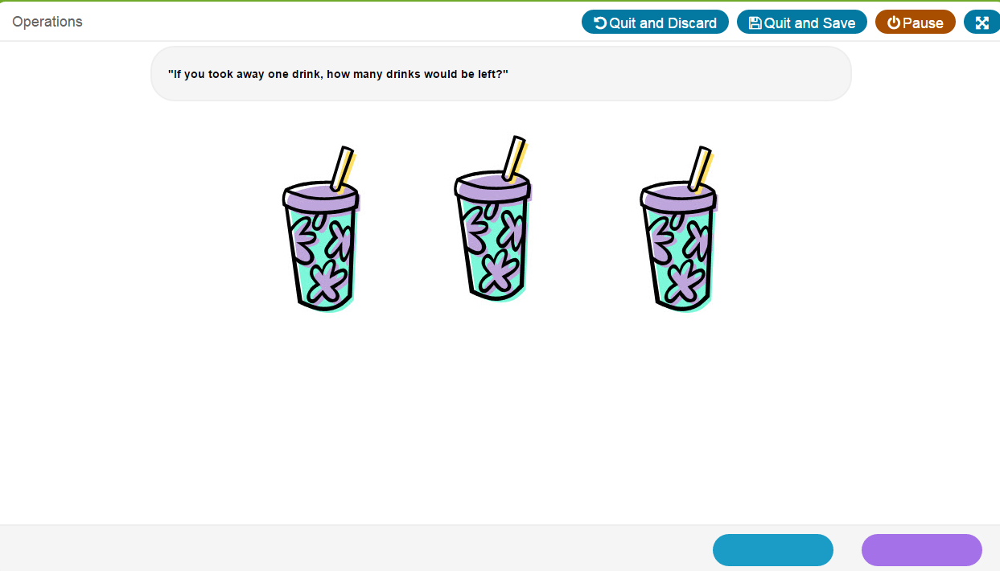 Operations
Quit and Discard
Quit and Save
Pause
"If you took away one drink, how many drinks would be left?"